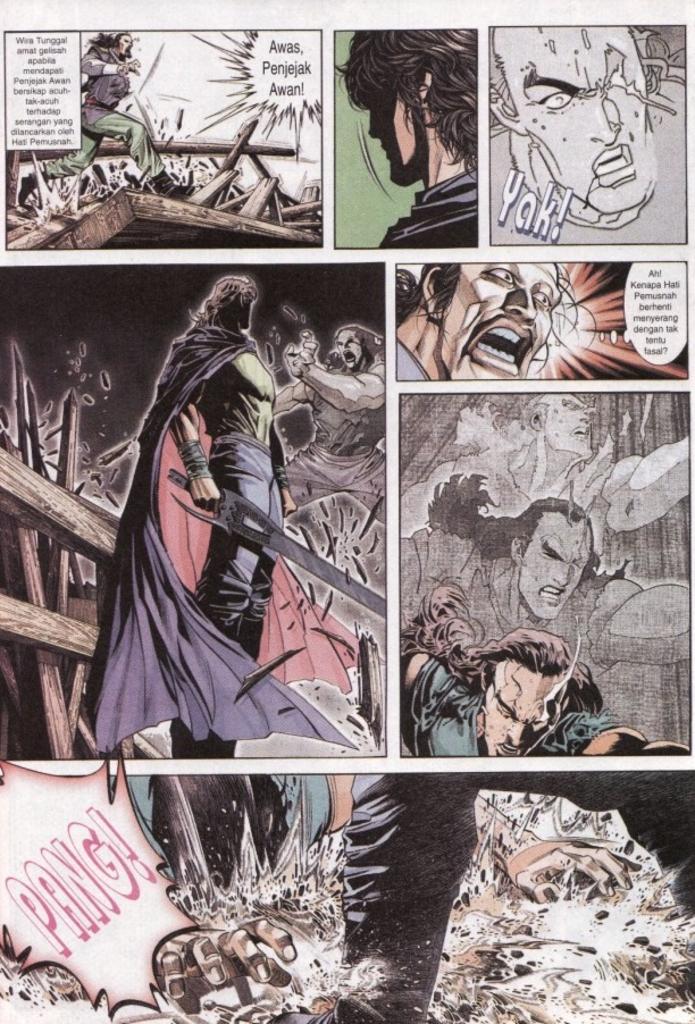 Wira Tunggal
amat gelisah
apabila
mendapati
Penjejak Awan
bersikap acuh-
tak-acuh
terhadap
serangan yang
dilancarkan oleh
Hati Pemusnah.
Awas,
Penjejak
Awan!
Yak!
Ah!
Kenapa Hati
Pemusnah
berhenti
menyerang
dengan tak
tentu
fasal?
PANG!